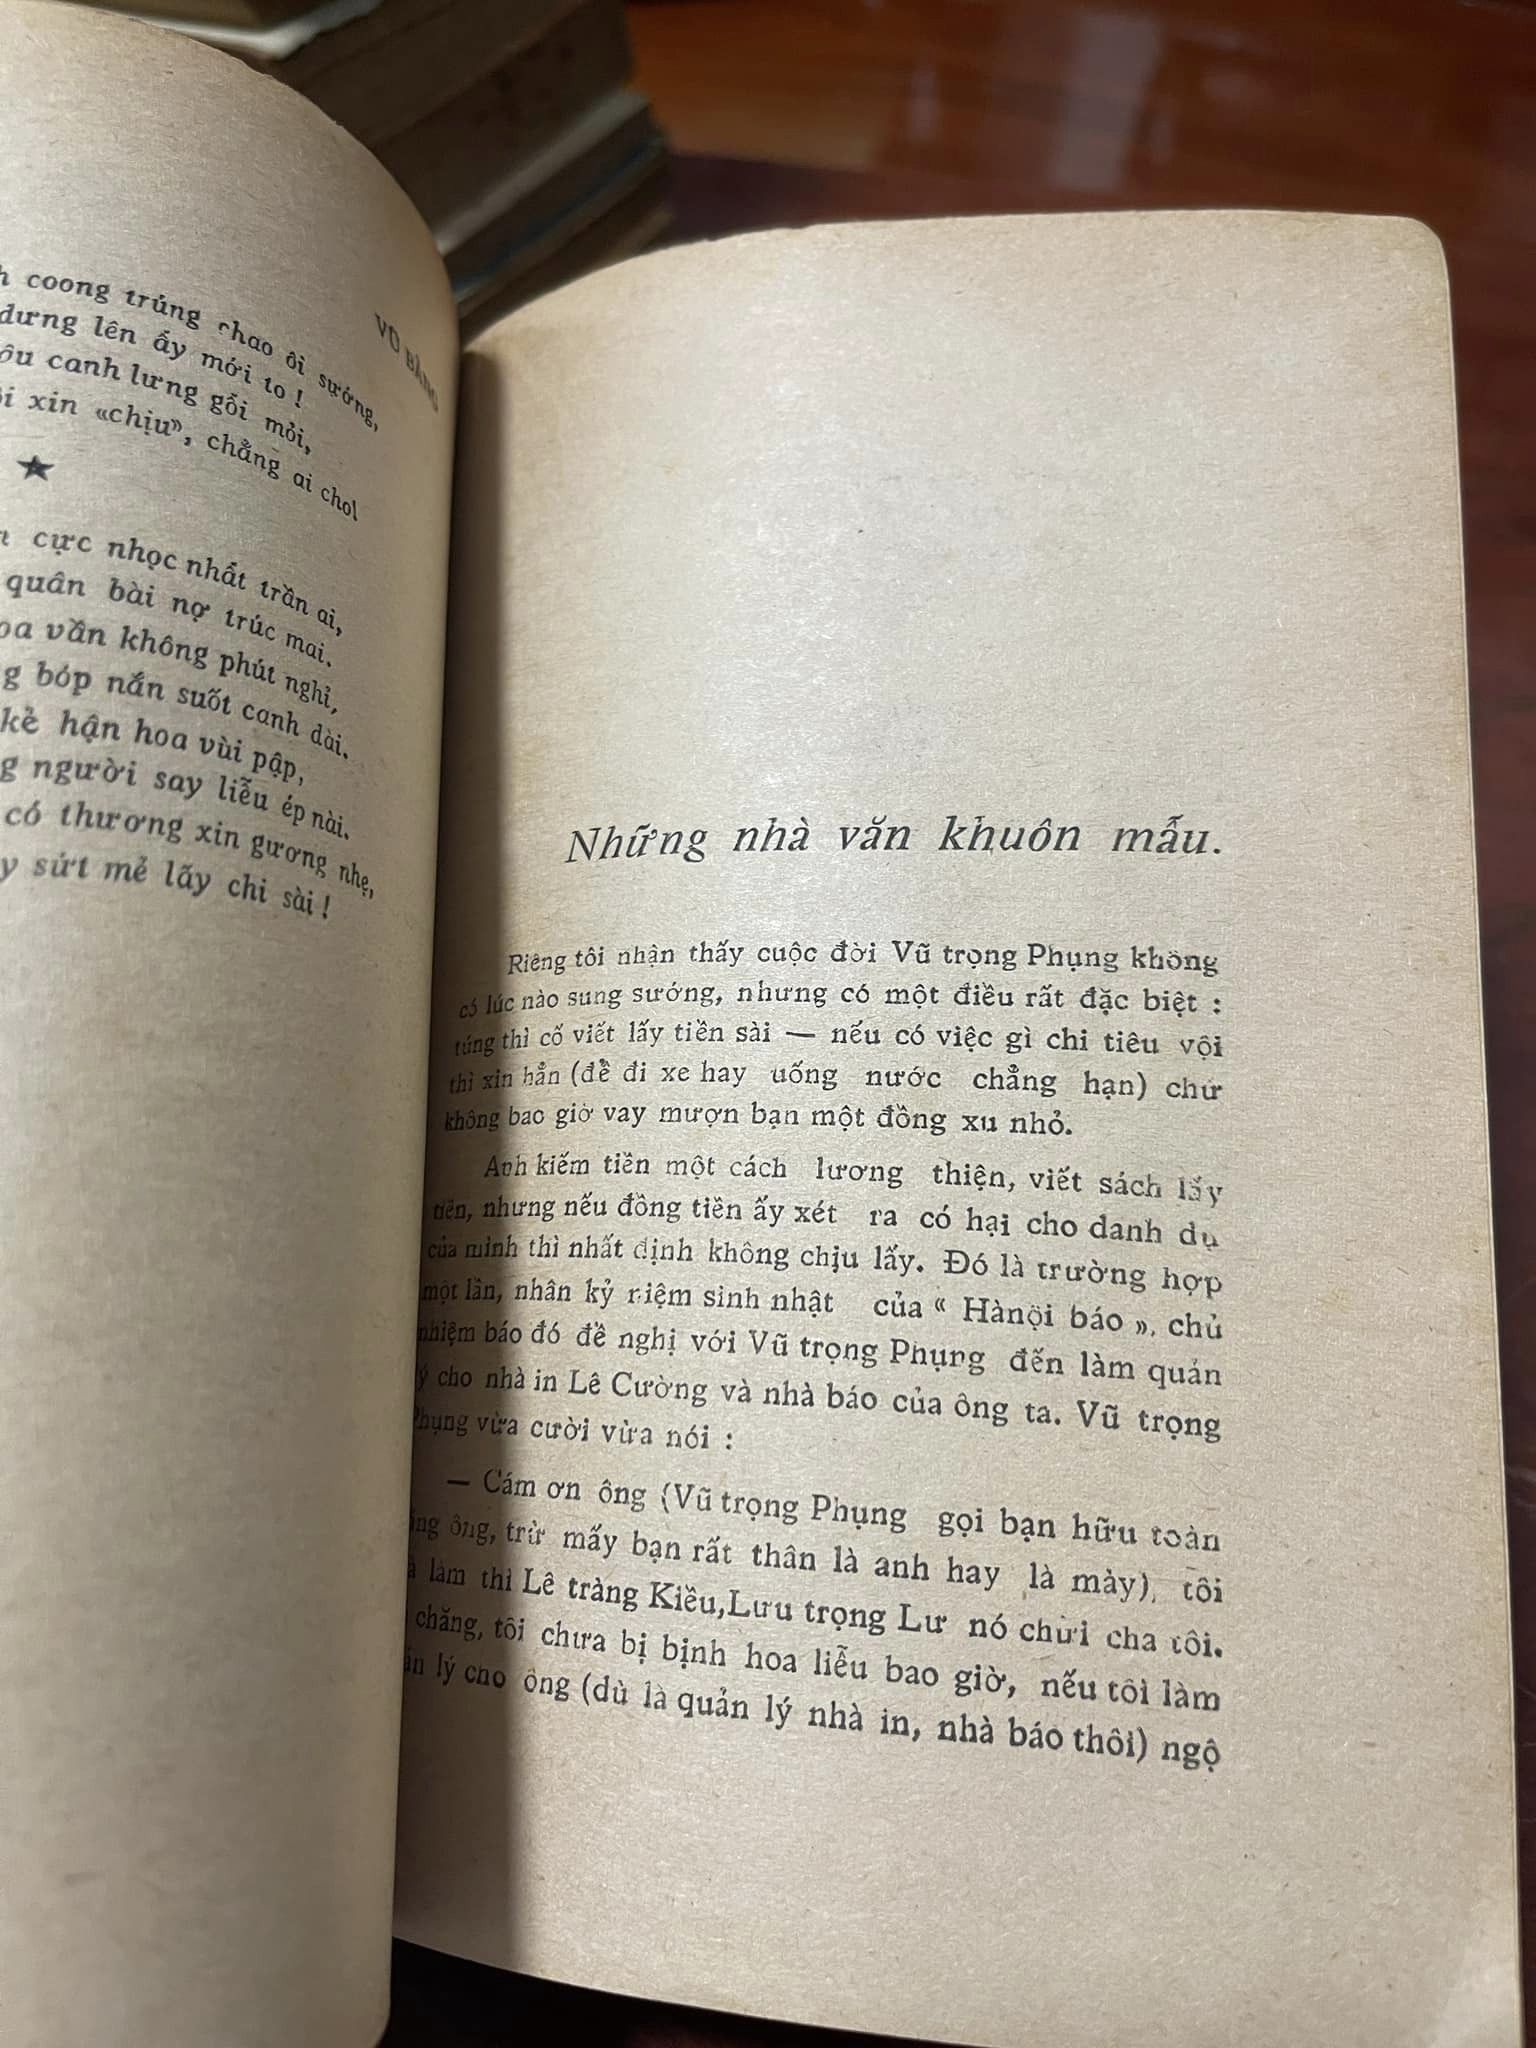 VŨ BẰNG
coong trúng chao ôi sướng,
dưng lên ấy mới to !
canh lưng gối mỏi,
xin «chịu», chẳng ai cho!
★
cực nhọc nhất trần ai,
quân bài nợ trúc mai.
vần không phút nghỉ,
bóp nắn suốt canh dài.
kẻ hận hoa vùi pập,
người say liễu ép nài.
có thương xin gương nhẹ,
sứt mẻ lấy chi sài !
Những nhà văn khuôn mẫu.
Riêng tôi nhận thấy cuộc đời Vũ trọng Phụng không
có lúc nào sung sướng, nhưng có một điều rất đặc biệt :
túng thì cố viết lấy tiền sài — nếu có việc gì chi tiêu vội
thì xin hẳn (để đi xe hay uống nước chẳng hạn) chứ
không bao giờ vay mượn bạn một đồng xu nhỏ.
Anh kiếm tiền một cách lương thiện, viết sách lấy
tiền, nhưng nếu đồng tiền ấy xét ra có hại cho danh dụ
của mình thì nhất định không chịu lấy. Đó là trường hợp
một lần, nhân kỷ niệm sinh nhật của « Hànội báo », chủ
nhiệm báo đó đề nghị với Vũ trọng Phụng đến làm quản
lý cho nhà in Lê Cường và nhà báo của ông ta. Vũ trọng
Phụng vừa cười vừa nói :
— Cám ơn ông (Vũ trọng Phụng gọi bạn hữu toàn
ông, trừ mấy bạn rất thân là anh hay là mày), tôi
làm thì Lê tràng Kiều,Lưu trọng Lư nó chửi cha tôi.
chăng, tôi chưa bị bịnh hoa liễu bao giờ, nếu tôi làm
lý cho ông (dù là quản lý nhà in, nhà báo thôi) ngộ